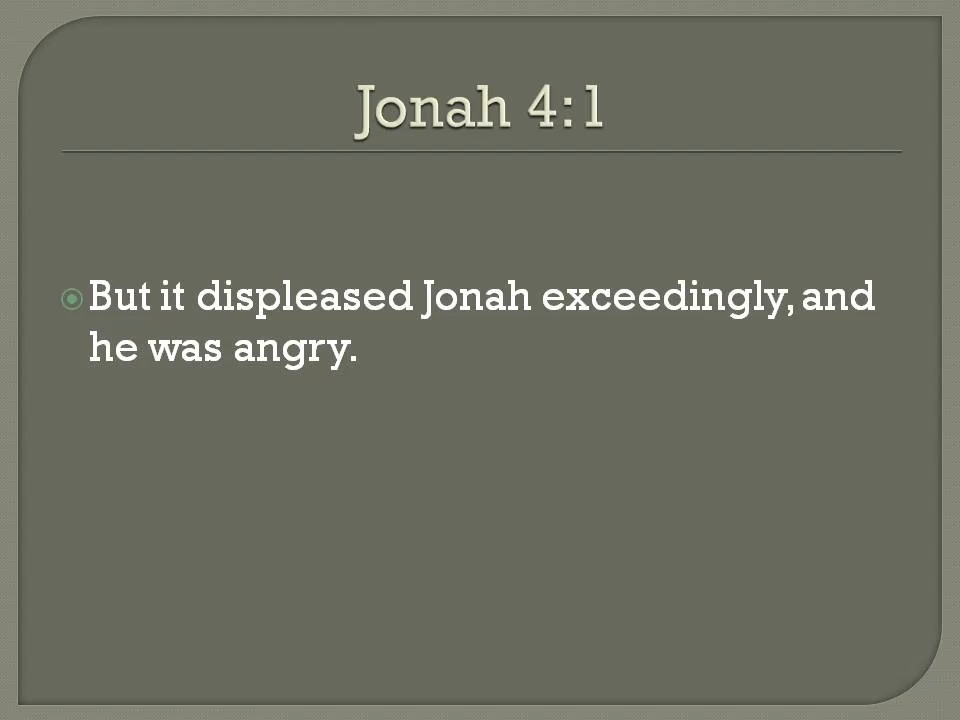 Jonah 4:1
But it displeased Jonah exceedingly, and
he was angry.